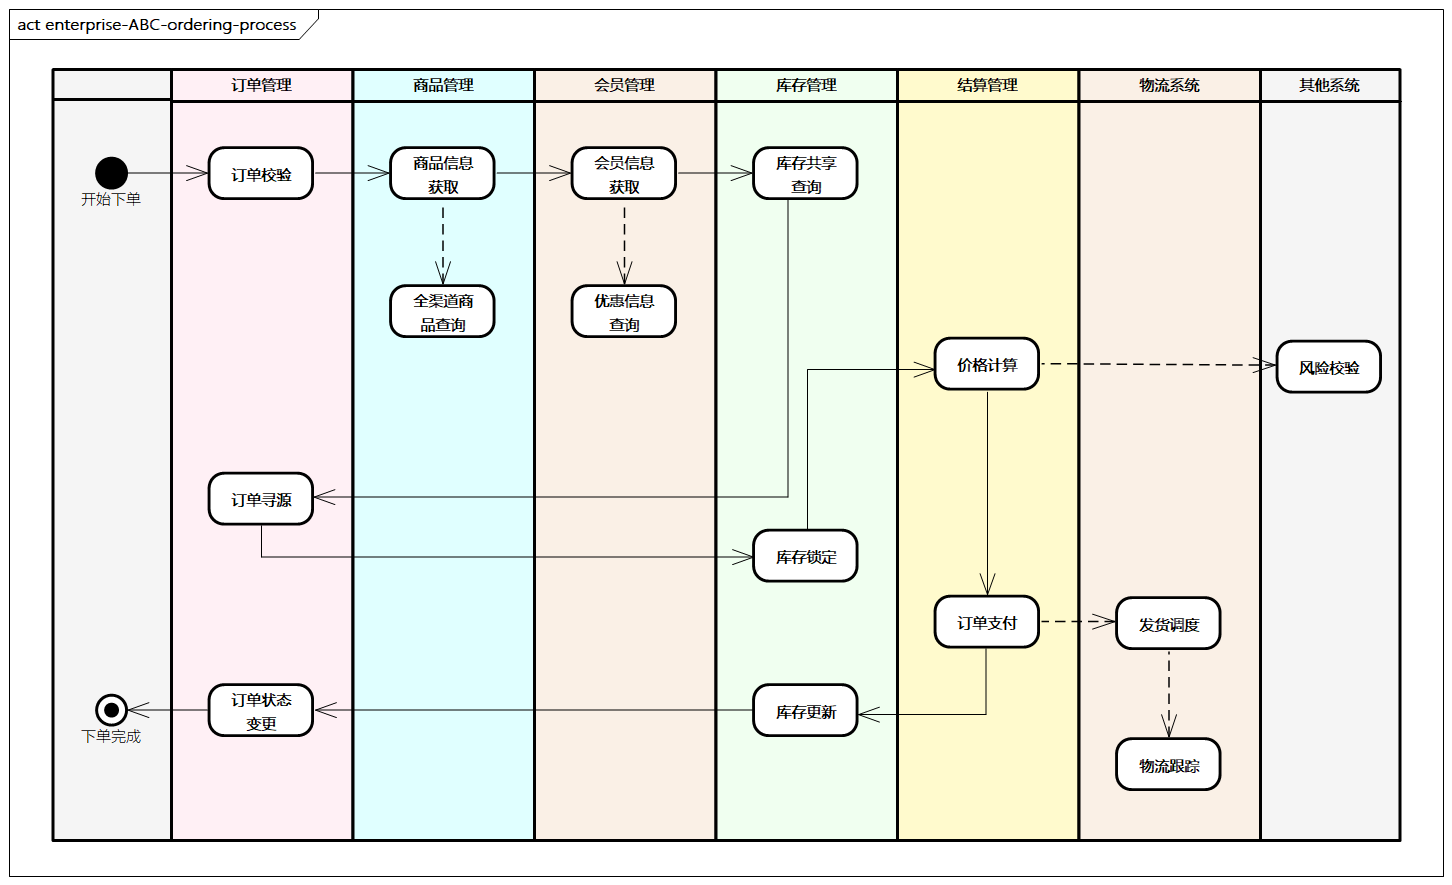 act enterprise-ABC-ordering-process
订单管理
商品管理
会员管理
库存管理
结算管理
物流系统
其他系统
开始下单
订单校验
商品信息
获取
会员信息
获取
库存共享
查询
全渠道商
品查询
优惠信息
查询
价格计算
风险校验
订单寻源
库存锁定
订单支付
发货调度
下单完成
订单状态
变更
库存更新
物流跟踪